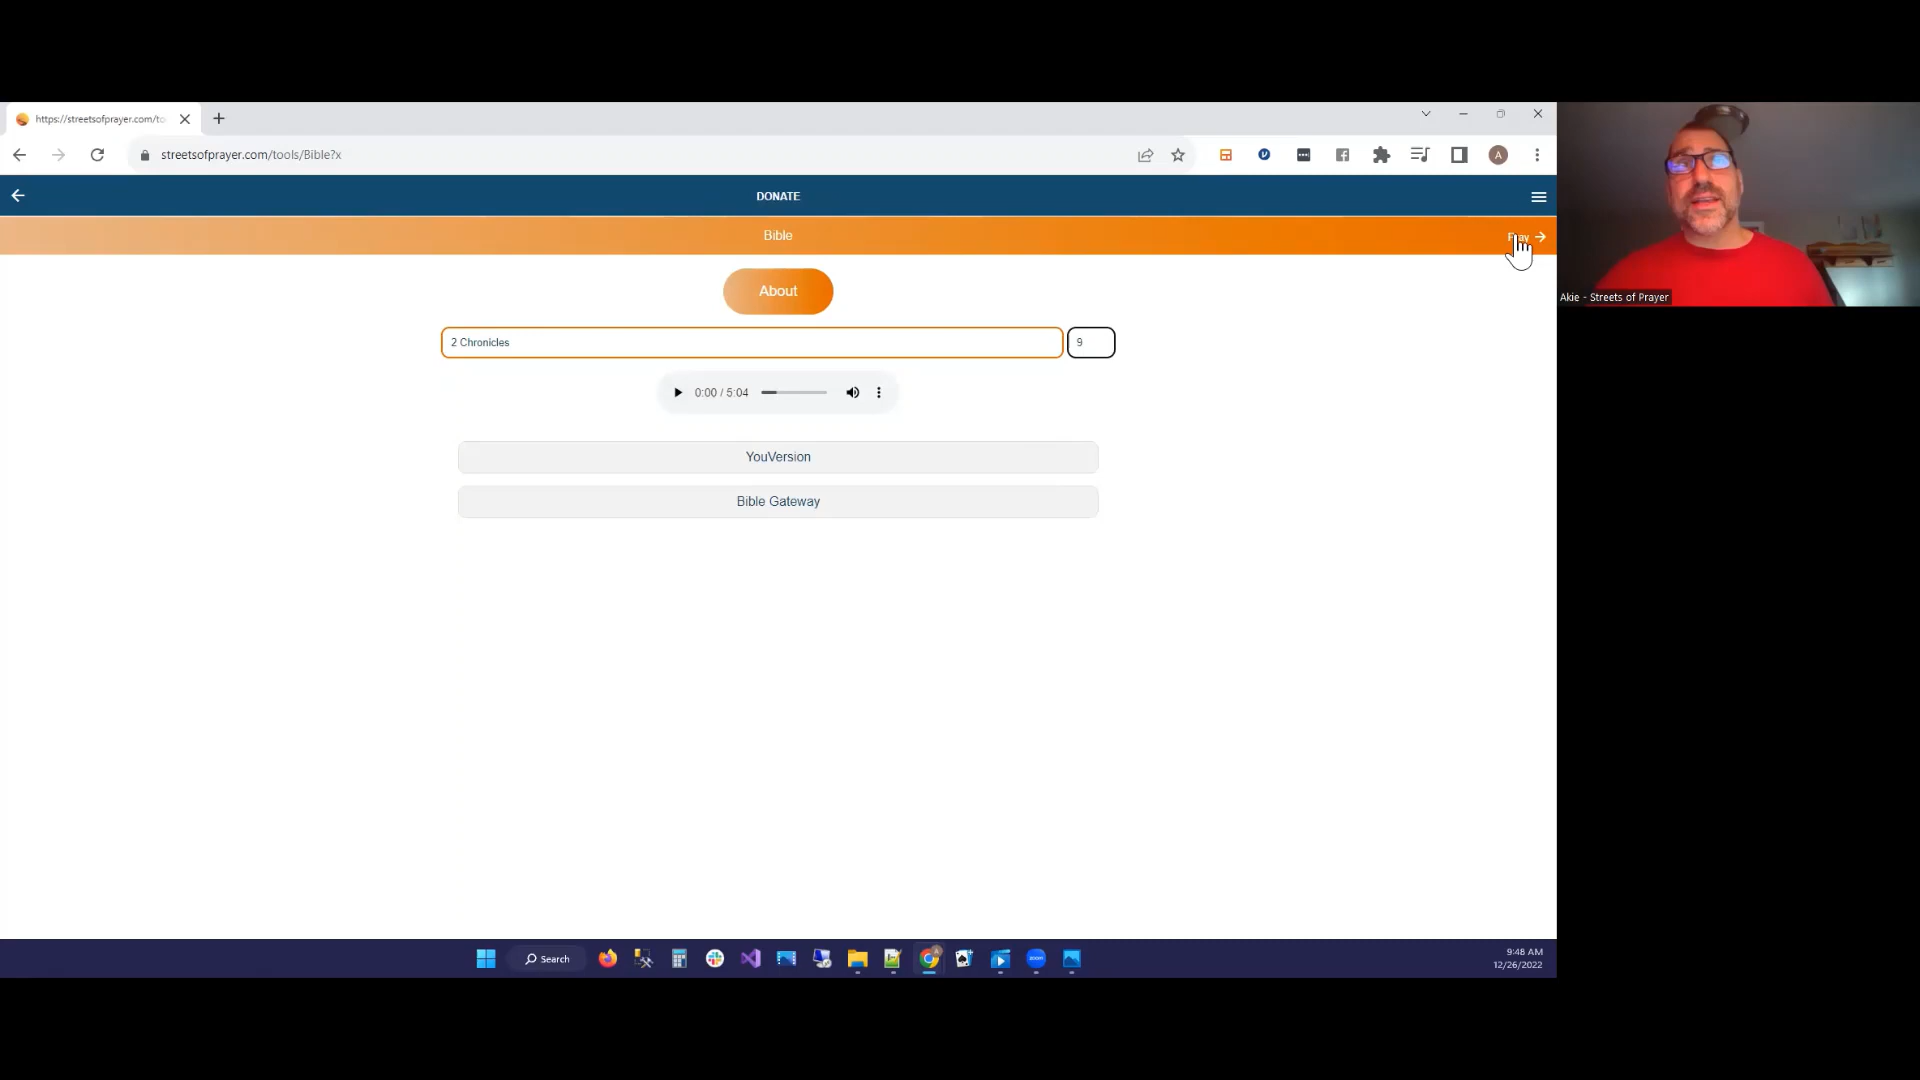 https://streetsofprayer.com/to
streetsofprayer.com/tools/Bible?x
A
DONATE
Bible
About
2 Chronicles
9
0:00 / 5:04
YouVersion
Bible Gateway
Akie - Streets of Prayer
Search
zoom
9:48 AM
12/26/2022